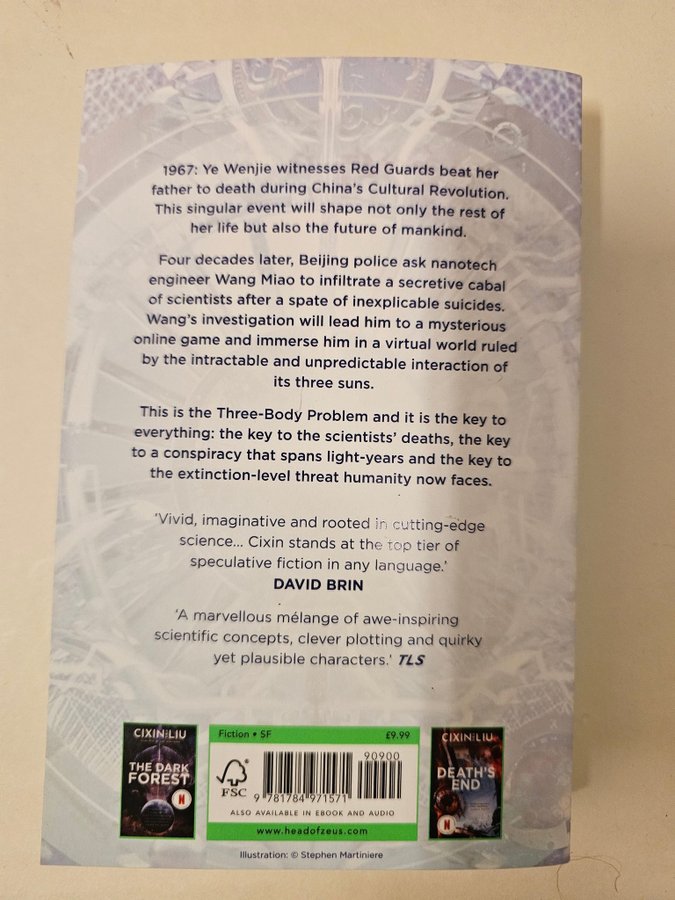 1967: Ye Wenjie witnesses Red Guards beat her
father to death during China's Cultural Revolution.
This singular event will shape not only the rest of
her life but also the future of mankind.
Four decades later, Beijing police ask nanotech
engineer Wang Miao to infiltrate a secretive cabal
of scientists after a spate of inexplicable suicides.
Wang's investigation will lead him to a mysterious
online game and immerse him in a virtual world ruled
by the intractable and unpredictable interaction of
its three suns.
This is the Three-Body Problem and it is the key to
everything: the key to the scientists' deaths, the key
to a conspiracy that spans light-years and the key to
the extinction-level threat humanity now faces.
'Vivid, imaginative and rooted in cutting-edge
science... Cixin stands at the top tier of
speculative fiction in any language.'
DAVID BRIN
'A marvellous mélange of awe-inspiring
scientific concepts, clever plotting and quirky
yet plausible characters.' TLS
CIXIN LIU
THE DARK
FOREST
N
Fiction • SF £9.99
90900
FSC
9 781784 971571
ALSO AVAILABLE IN EBOOK AND AUDIO
www.headofzeus.com
CIXIN LIU
DEATH'S
END
N
Illustration: © Stephen Martiniere